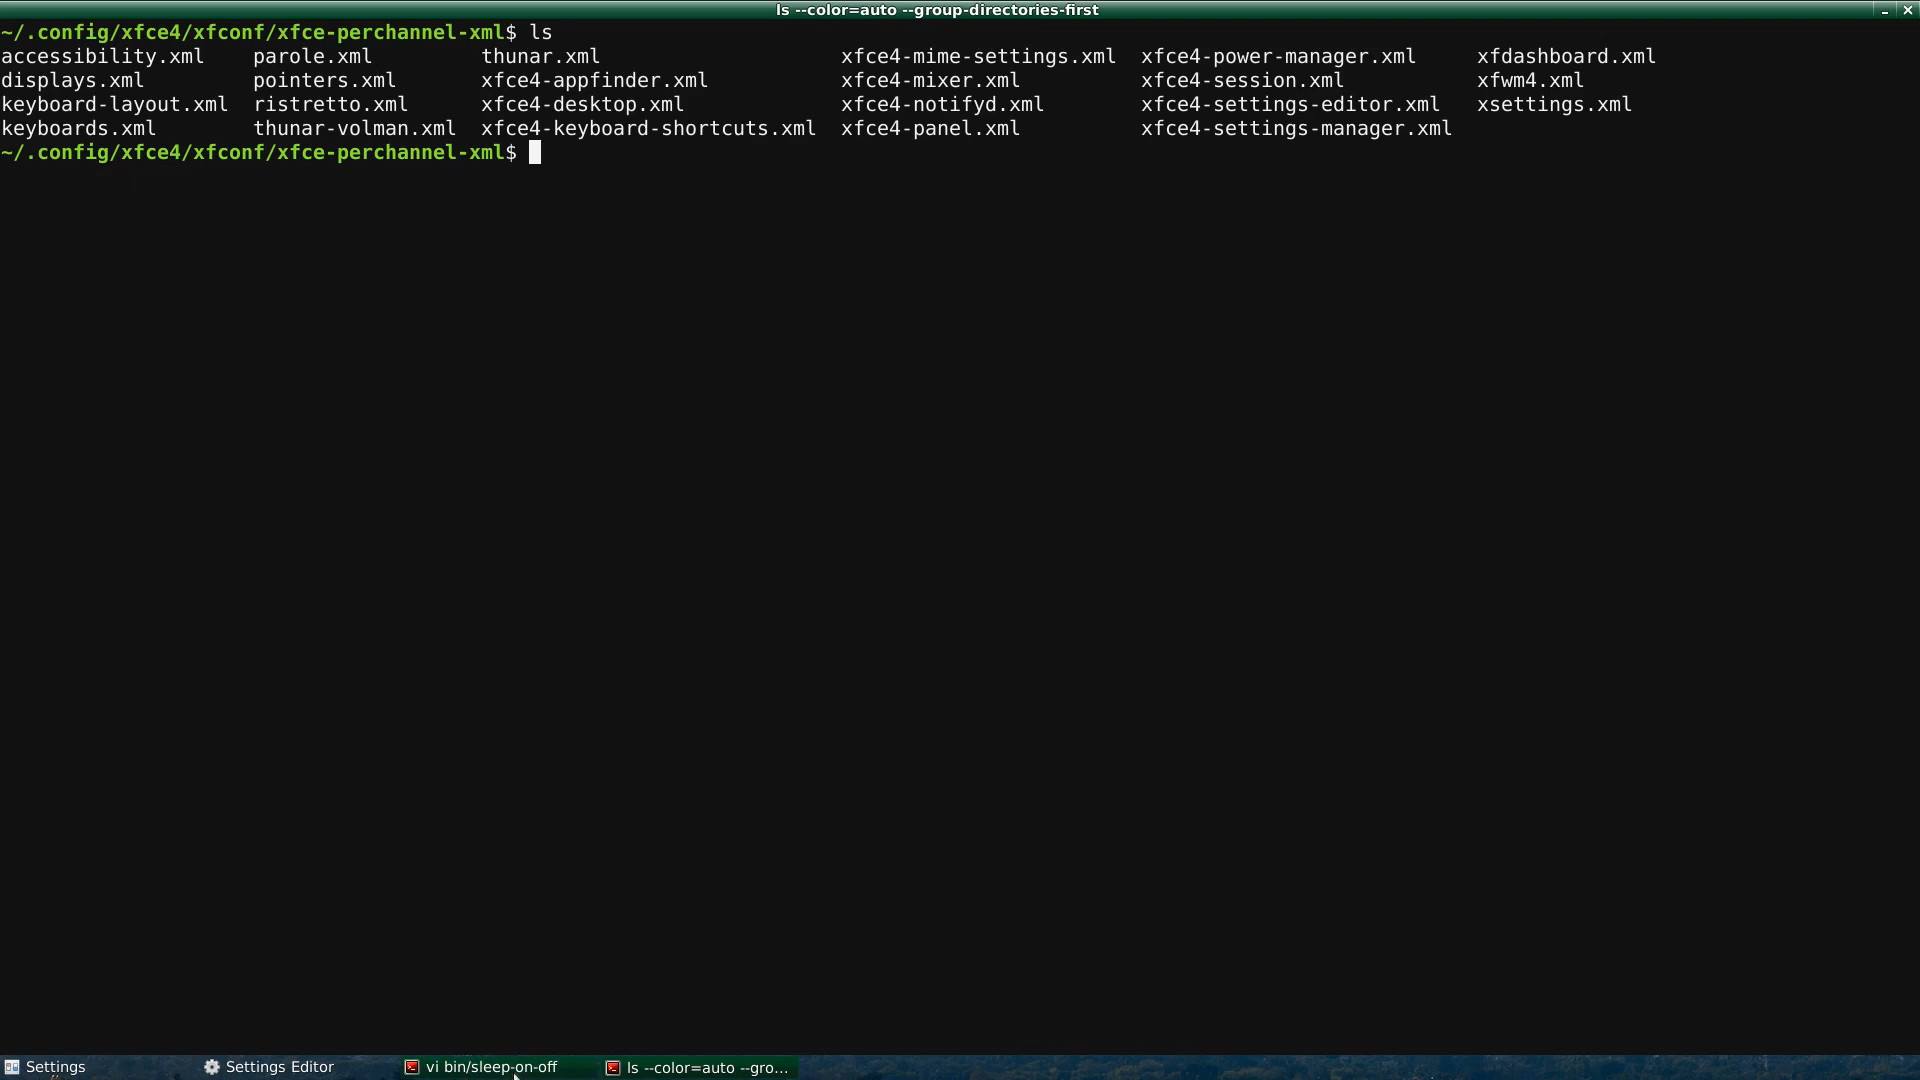 ls --color=auto --group-directories-first
~/.config/xfce4/xfconf/xfce-perchannel-xml$ ls
accessibility.xml parole.xml thunar.xml xfce4-mime-settings.xml xfce4-power-manager.xml xfdashboard.xml
displays.xml pointers.xml xfce4-appfinder.xml xfce4-mixer.xml xfce4-session.xml xfwm4.xml
keyboard-layout.xml ristretto.xml xfce4-desktop.xml xfce4-notifyd.xml xfce4-settings-editor.xml xsettings.xml
keyboards.xml thunar-volman.xml xfce4-keyboard-shortcuts.xml xfce4-panel.xml xfce4-settings-manager.xml
~/.config/xfce4/xfconf/xfce-perchannel-xml$
Settings Settings Editor vi bin/sleep-on-off ls --color=auto --gro...